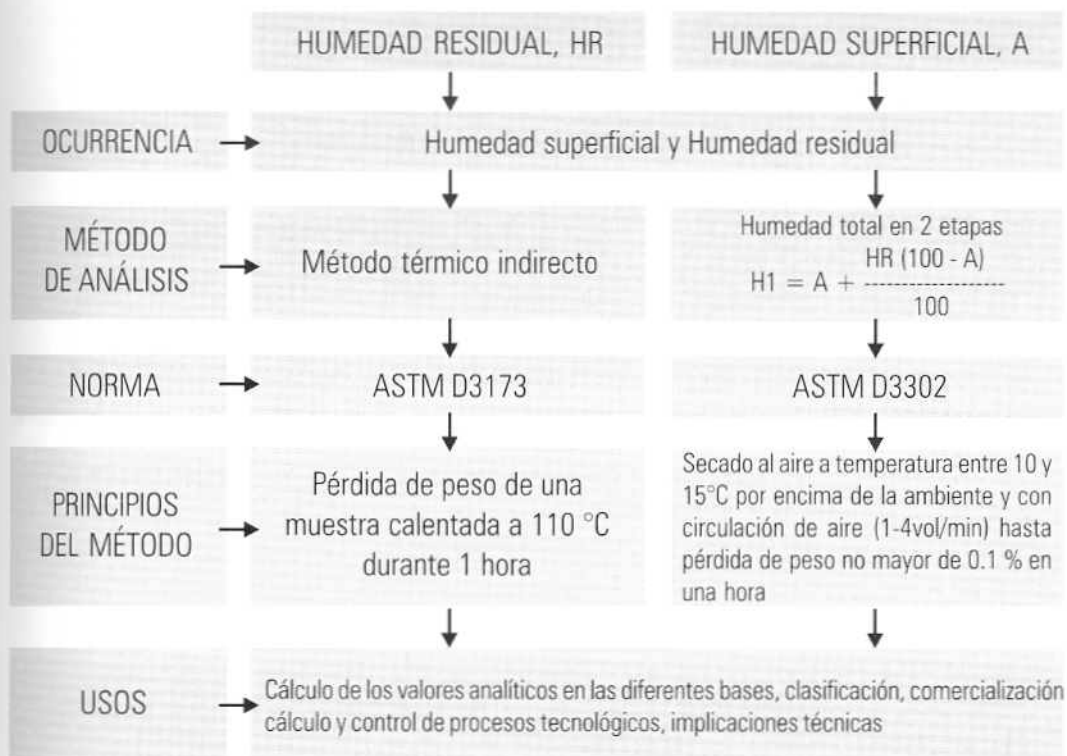 HUMEDAD RESIDUAL, HR
HUMEDAD SUPERFICIAL, A
OCURRENCIA
Humedad superficial y Humedad residual
MÉTODO
DE ANÁLISIS
Método térmico indirecto
Humedad total en 2 etapas
HR (100 - A)
H1 = A + -------------------
100
NORMA
ASTM D3173
ASTM D3302
PRINCIPIOS
DEL MÉTODO
Pérdida de peso de una
muestra calentada a 110 °C
durante 1 hora
Secado al aire a temperatura entre 10 y
15°C por encima de la ambiente y con
circulación de aire (1-4vol/min) hasta
pérdida de peso no mayor de 0.1 % en
una hora
USOS
Cálculo de los valores analíticos en las diferentes bases, clasificación, comercialización
cálculo y control de procesos tecnológicos, implicaciones técnicas